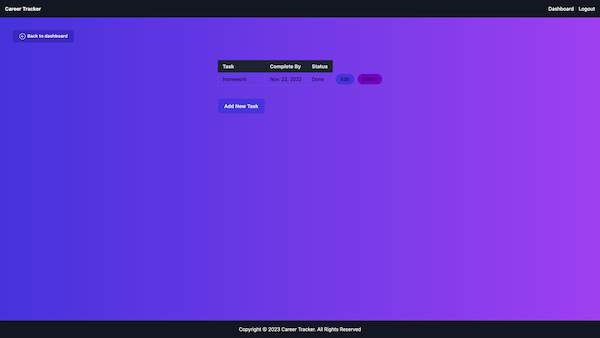 Career Tracker
Dashboard Logout
Back to dashboard
Task Complete By Status
homework Nov. 22, 2022 Done Edit Delete
Add New Task
Copyright © 2023 Career Tracker. All Rights Reserved